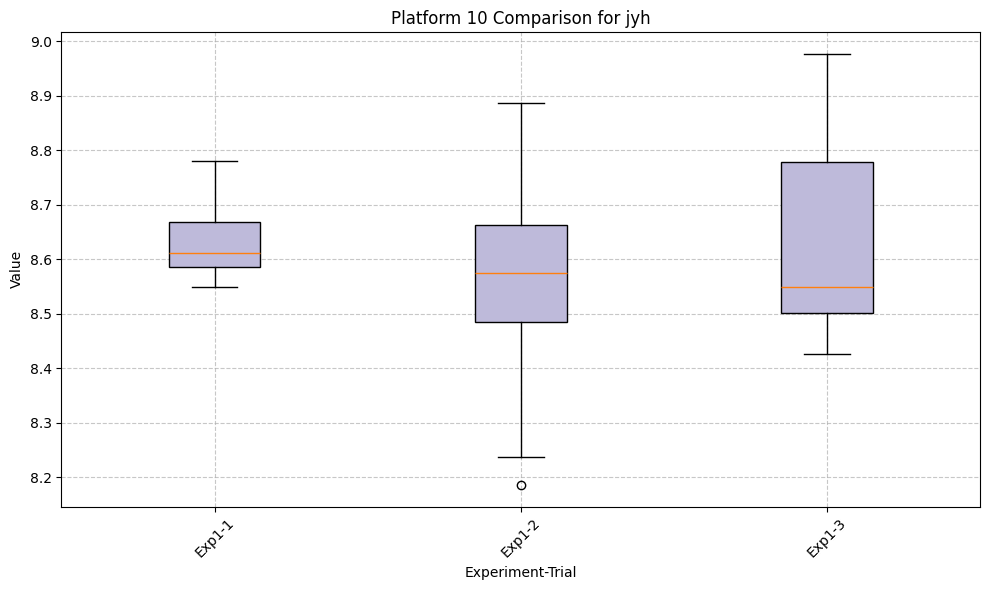 Platform 10 Comparison for jyh
Value
9.0
8.9
8.8
8.7
8.6
8.5
8.4
8.3
8.2
Exp1-1
Exp1-2
Exp1-3
Experiment-Trial